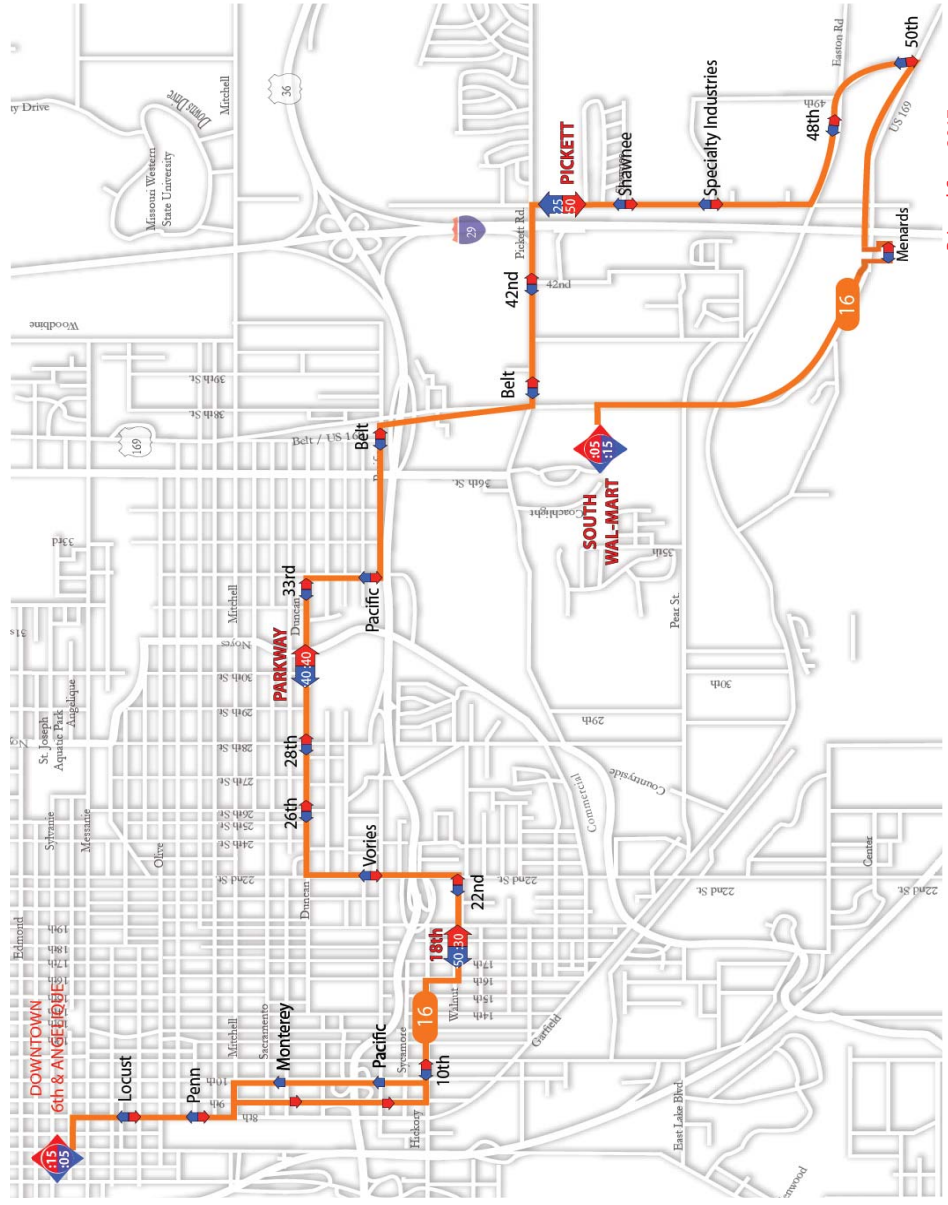 ty Drive
Downs Drive
Mitchell
36
Missouri Western
State University
Easton Rd
50th
49th
48th
US 169
PICKETT
:25
:50
Shawnee
Specialty Industries
29
Pickett Rd.
42nd
42nd
Menards
16
Woodbine
39th St.
38th St.
169
Belt / US 169
Belt
Belt
36th St.
:05
:15
SOUTH
WAL-MART
Coachlight
35th
33rd
31s
Mitchell
Duncan
33rd
Pacific
Pear St.
Noyes
PARKWAY
:40
:40
30th St.
30th
29th St.
29th
Angelique
St. Joseph
Aquatic Park
No
28th St.
28th
27th St.
26th St.
26th
25th St.
24th St.
Sylvanie
Messanie
Olive
22nd St.
Duncan
Vories
22nd
22nd St.
22nd St.
22nd St.
Commercial
Countryside
Center
Edmond
19th
18th
17th
16th
18th
:50
:30
17th
16th
15th
14th
Walnut
Garfield
16
DOWNTOWN
6th & ANGELIQUE
:15
:05
Locust
Penn
Mitchell
Sacramento
Monterey
Pacific
Sycamore
10th
10th
9th
8th
Hickory
East Lake Blvd.
enwood